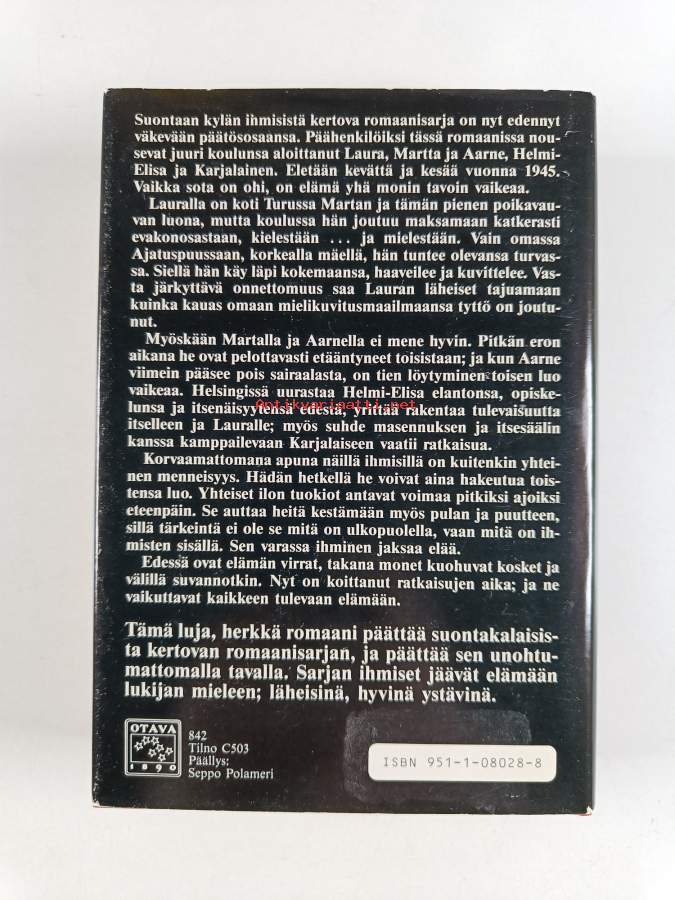 Suontaan kylän ihmisistä kertova romaanisarja on nyt edennyt
väkevään päätösosaansa. Päähenkilöiksi tässä romaanissa nou-
sevat juuri koulunsa aloittanut Laura, Martta ja Aarne, Helmi-
Elisa ja Karjalainen. Eletään kevättä ja kesää vuonna 1945.
Vaikka sota on ohi, on elämä yhä monin tavoin vaikeaa.
Lauralla on koti Turussa Martan ja tämän pienen poikavau-
van luona, mutta koulussa hän joutuu maksamaan katkerasti
evakonosastaan, kielestään ... ja mielestään. Vain omassa
Ajatuspuussaan, korkealla mäellä, hän tuntee olevansa turvas-
sa. Siellä hän käy läpi kokemaansa, haaveilee ja kuvittelee. Vas-
ta järkyttävä onnettomuus saa Lauran läheiset tajuamaan
kuinka kauas omaan mielikuvitusmaailmaansa tyttö on joutu-
nut.
Myöskään Martalla ja Aarnella ei mene hyvin. Pitkän eron
aikana he ovat pelottavasti etääntyneet toisistaan; ja kun Aarne
viimein pääsee pois sairaalasta, on tien löytyminen toisen luo
vaikeaa. Helsingissä uurastaa Helmi-Elisa elantonsa, opiske-
lunsa ja itsenäisyytensä edestä; yrittää rakentaa tulevaisuutta
Antikvariaatti.net
itselleen ja Lauralle; myös suhde masennuksen ja itsesäälin
kanssa kamppailevaan Karjalaiseen vaatii ratkaisua.
Korvaamattomana apuna näillä ihmisillä on kuitenkin yhtei-
nen menneisyys. Hädän hetkellä he voivat aina hakeutua tois-
tensa luo. Yhteiset ilon tuokiot antavat voimaa pitkiksi ajoiksi
eteenpäin. Se auttaa heitä kestämään myös pulan ja puutteen,
sillä tärkeintä ei ole se mitä on ulkopuolella, vaan mitä on ih-
misten sisällä. Sen varassa ihminen jaksaa elää.
Edessä ovat elämän virrat, takana monet kuohuvat kosket ja
välillä suvannotkin. Nyt on koittanut ratkaisujen aika; ja ne
vaikuttavat kaikkeen tulevaan elämään.
Tämä luja, herkkä romaani päättää suontakalaisis-
ta kertovan romaanisarjan, ja päättää sen unohtu-
mattomalla tavalla. Sarjan ihmiset jäävät elämään
lukijan mieleen; läheisinä, hyvinä ystävinä.
OTAVA
1890
842
Tilno C503
Päällys:
Seppo Polameri
ISBN 951-1-08028-8